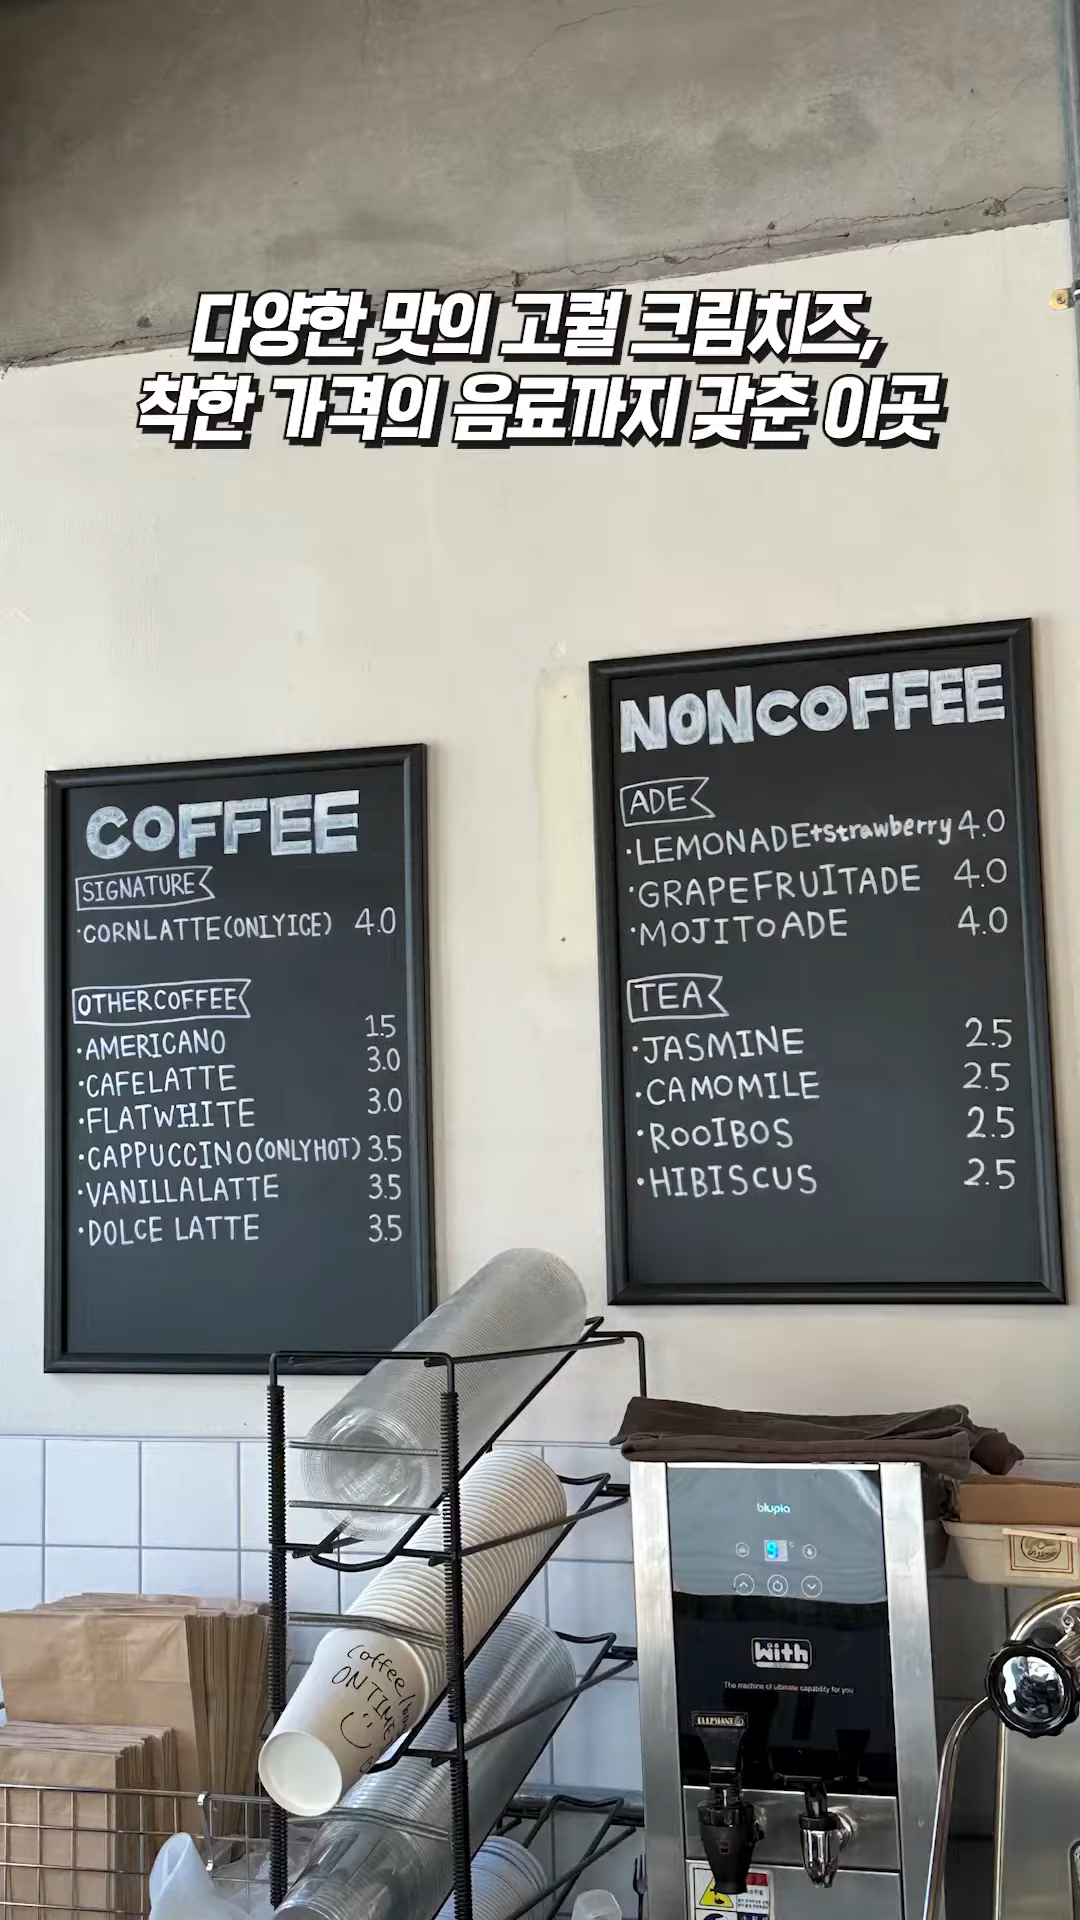 다양한 맛의 고퀄 크림치즈,
착한 가격의 음료까지 갖춘 이곳
COFFEE
SIGNATURE
·CORNLATTE(ONLYICE) 4.0
OTHERCOFFEE
·AMERICANO 1.5
·CAFELATTE 3.0
·FLATWHITE 3.0
·CAPPUCCINO(ONLYHOT) 3.5
·VANILLALATTE 3.5
·DOLCE LATTE 3.5
NONCOFFEE
ADE
·LEMONADE+Strawberry 4.0
·GRAPEFRUITADE 4.0
·MOJITOADE 4.0
TEA
·JASMINE 2.5
·CAMOMILE 2.5
·ROOIBOS 2.5
·HIBISCUS 2.5
blupio
With
The machine of ultimate capability for you
ELEPHANT
coffee/
ON TIME